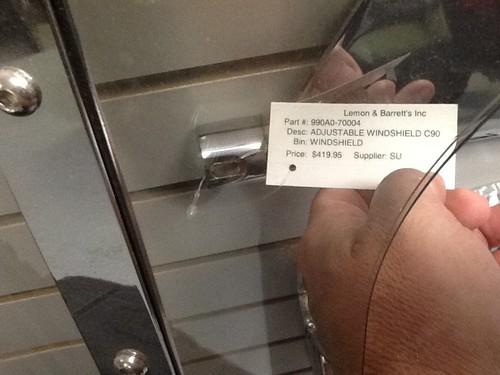 Lemon & Barrett's Inc
Part #: 990A0-70004
Desc: ADJUSTABLE WINDSHIELD C90
Bin: WINDSHIELD
Price: $419.95 Supplier: SU